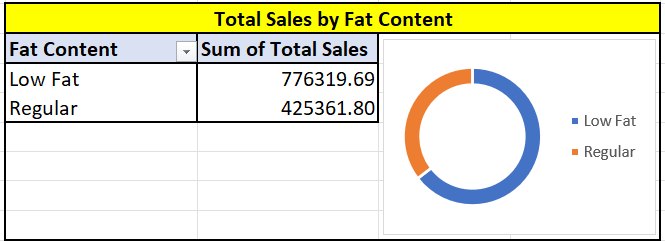 Total Sales by Fat Content
Fat Content Sum of Total Sales
Low Fat 776319.69
Regular 425361.80
Low Fat
Regular